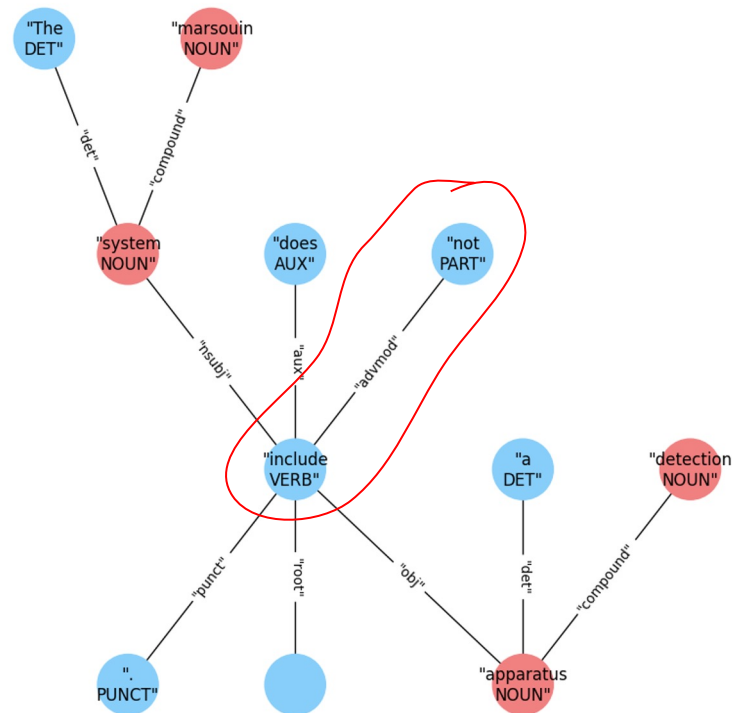 "The
DET"
"marsouin
NOUN"
"det"
"compound"
"system
NOUN"
"does
AUX"
"not
PART"
"nsubj"
"aux"
"advmod"
"include
VERB"
"a
DET"
"detection
NOUN"
"punct"
"root"
"obj"
"det"
"compound"
".
PUNCT"
"apparatus
NOUN"